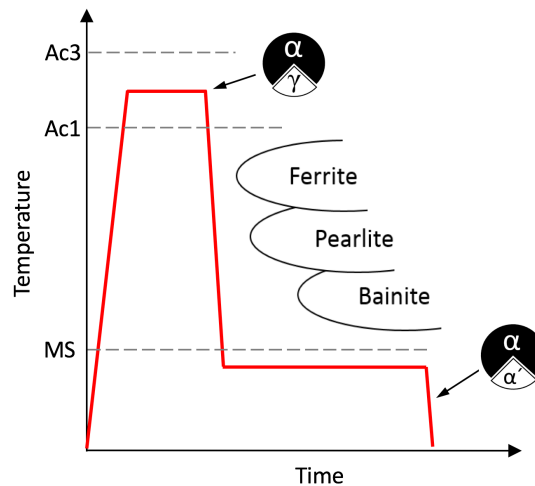 Ac3
α
γ
Ac1
Ferrite
Pearlite
Bainite
Temperature
MS
α
α´
Time